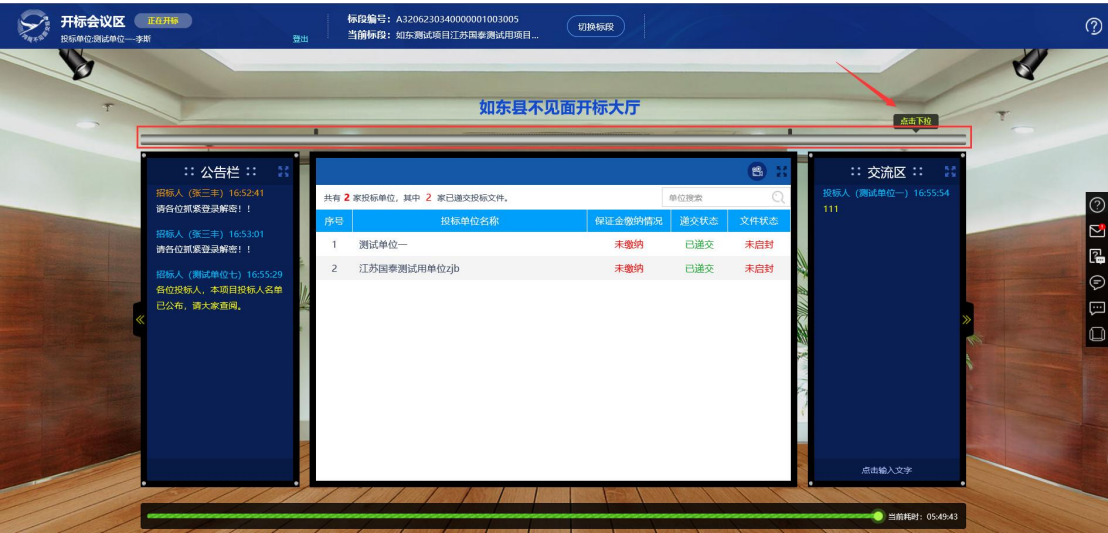 开标会议区 正在开标
投标单位:测试单位一--李斯 登出
标段编号：A3206230340000001003005
当前标段：如东测试项目江苏国泰测试用项目...
切换标段
如东县不见面开标大厅
点击下拉
:: 公告栏 ::
招标人 (张三丰) 16:52:41
请各位抓紧登录解密！！
招标人 (张三丰) 16:53:01
请各位抓紧登录解密！！
招标人 (测试单位七) 16:55:29
各位投标人，本项目投标人名单
已公布，请大家查阅。
共有 2 家投标单位，其中 2 家已递交投标文件。
单位搜索
序号 投标单位名称 保证金缴纳情况 递交状态 文件状态
1 测试单位一 未缴纳 已递交 未启封
2 江苏国泰测试用单位zjb 未缴纳 已递交 未启封
:: 交流区 ::
投标人 (测试单位一) 16:55:54
111
点击输入文字
当前耗时：05:49:43